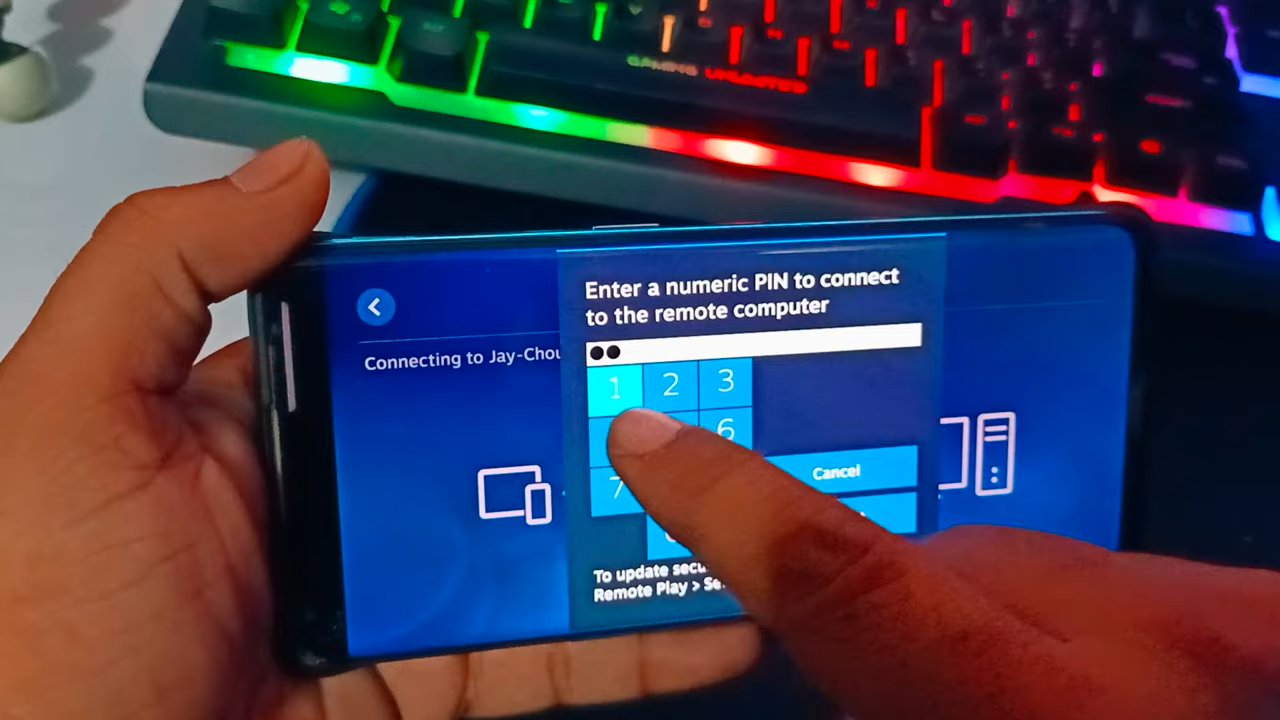 GAMING
Enter a numeric PIN to connect
to the remote computer
Connecting to Jay-Chou
1 2 3
6
7
Cancel
To update secu
Remote Play > Se